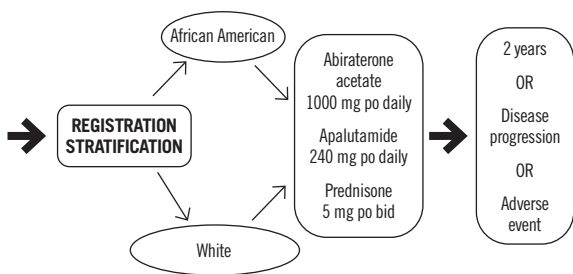 African American
REGISTRATION
STRATIFICATION
White
Abiraterone
acetate
1000 mg po daily
Apalutamide
240 mg po daily
Prednisone
5 mg po bid
2 years
OR
Disease
progression
OR
Adverse
event